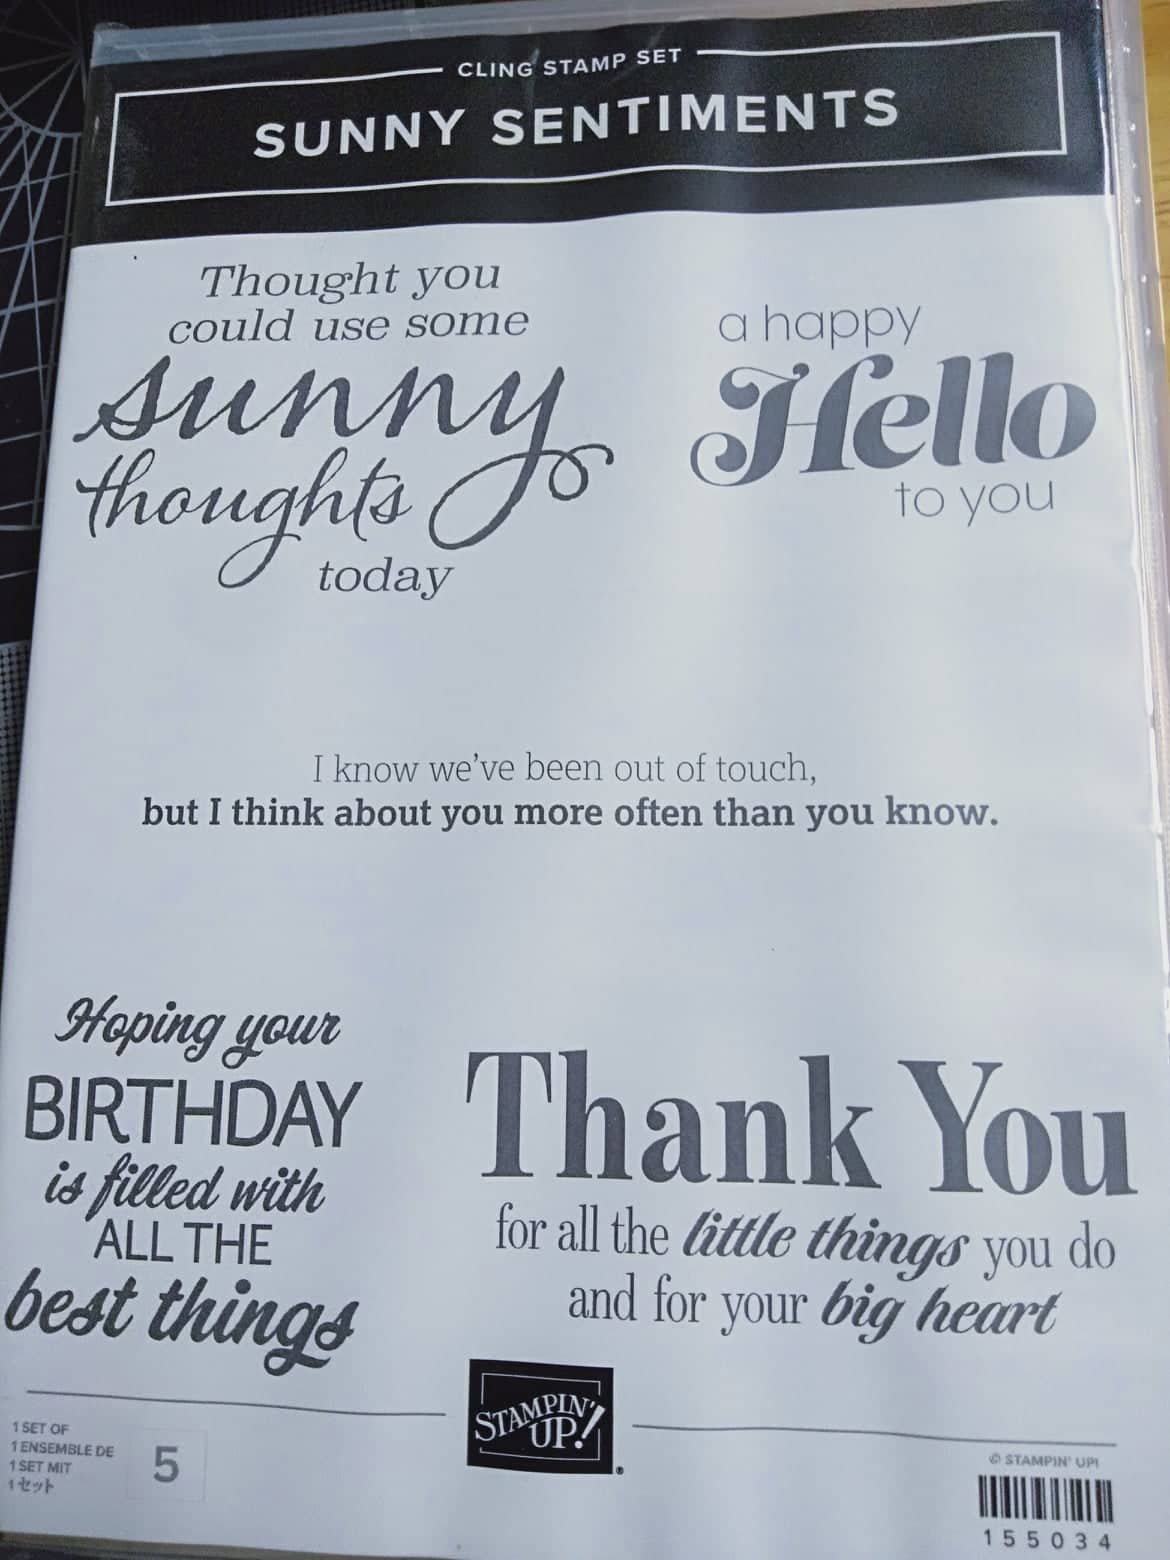 CLING STAMP SET
SUNNY SENTIMENTS
Thought you
could use some
sunny
thoughts
today
a happy
Hello
to you
I know we've been out of touch,
but I think about you more often than you know.
Hoping your
BIRTHDAY
is filled with
ALL THE
best things
Thank You
for all the little things you do
and for your big heart
STAMPIN'
UP!®
1 SET OF
1 ENSEMBLE DE
1 SET MIT
1セット
5
© STAMPIN' UP!
155034